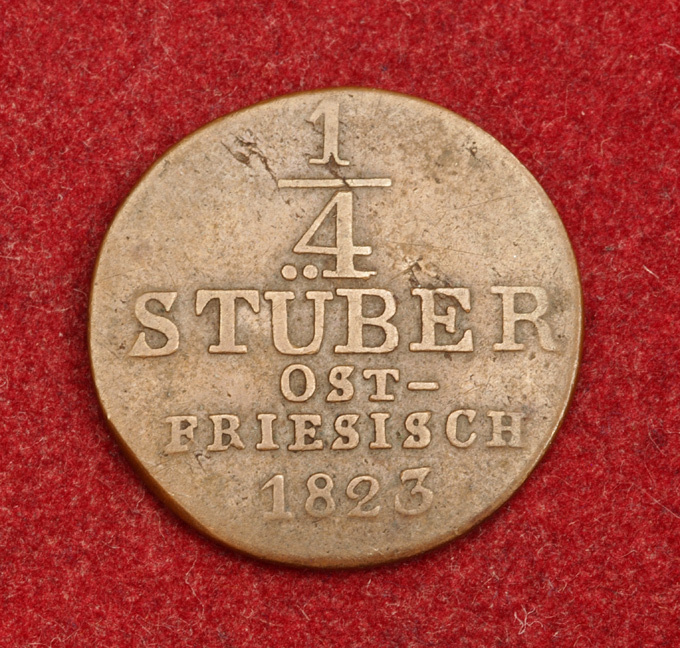 1
4
STÜBER
OST-
FRIESISCH
1823